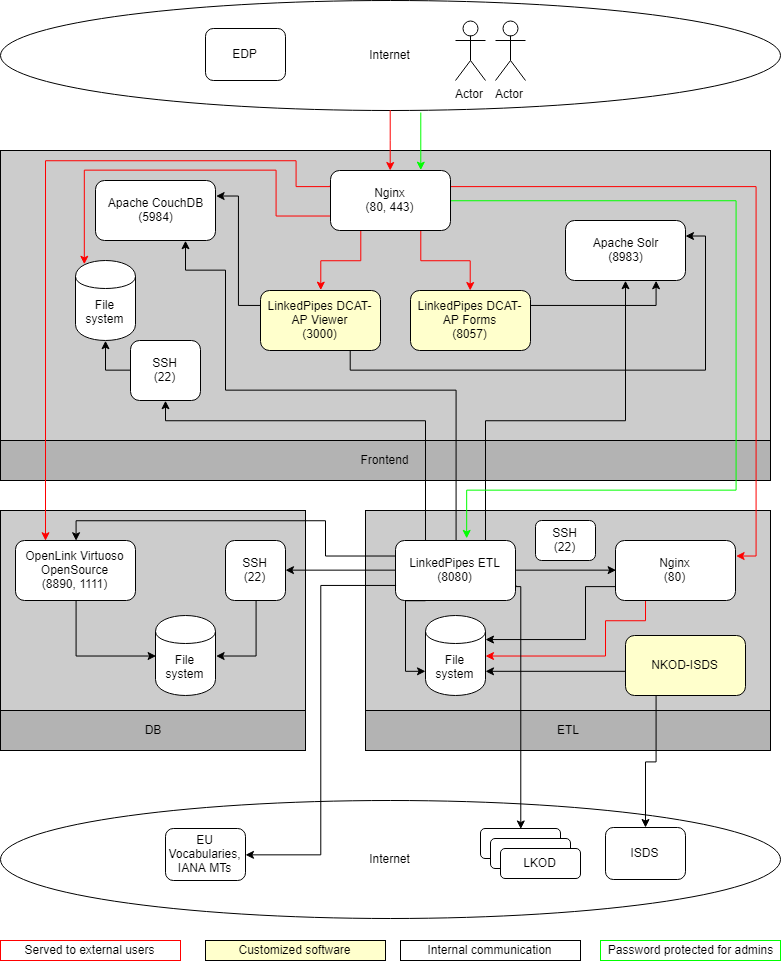 EDP
Internet
Actor
Actor
Nginx
(80, 443)
Apache CouchDB
(5984)
Apache Solr
(8983)
File
system
LinkedPipes DCAT-
AP Viewer
(3000)
LinkedPipes DCAT-
AP Forms
(8057)
SSH
(22)
Frontend
OpenLink Virtuoso
OpenSource
(8890, 1111)
SSH
(22)
File
system
DB
LinkedPipes ETL
(8080)
SSH
(22)
Nginx
(80)
File
system
NKOD-ISDS
ETL
EU
Vocabularies,
IANA MTs
Internet
LKOD
ISDS
Served to external users
Customized software
Internal communication
Password protected for admins